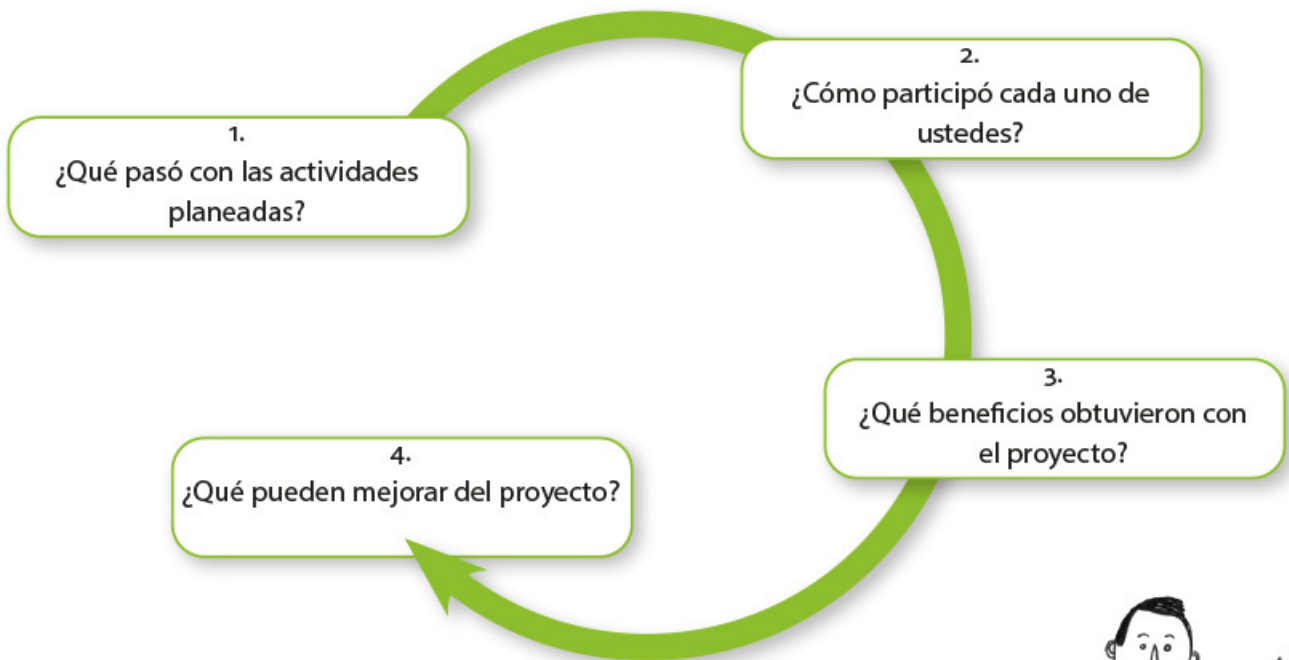 1.
¿Qué pasó con las actividades
planeadas?
2.
¿Cómo participó cada uno de
ustedes?
3.
¿Qué beneficios obtuvieron con
el proyecto?
4.
¿Qué pueden mejorar del proyecto?